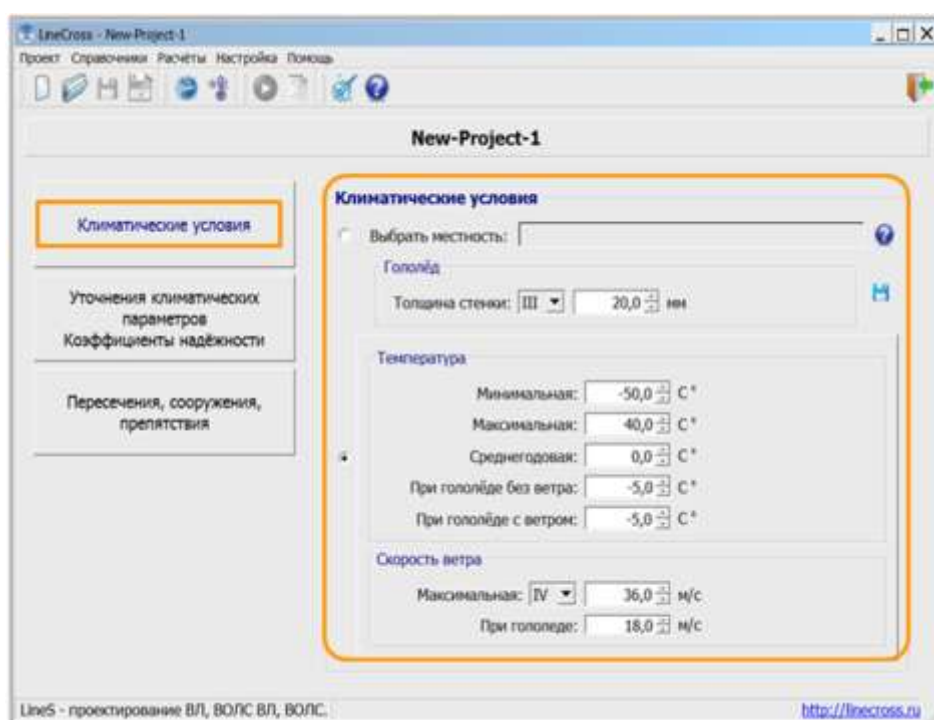 LineCross - New-Project-1
Проект Справочники Расчёты Настройка Помощь
New-Project-1
Климатические условия
Уточнения климатических
параметров
Коэффициенты надёжности
Пересечения, сооружения,
препятствия
Климатические условия
Выбрать местность:
Гололёд
Толщина стенки: III 20,0 мм
Температура
Минимальная: -50,0 C°
Максимальная: 40,0 C°
Среднегодовая: 0,0 C°
При гололёде без ветра: -5,0 C°
При гололёде с ветром: -5,0 C°
Скорость ветра
Максимальная: IV 36,0 м/с
При гололеде: 18,0 м/с
LineS - проектирование ВЛ, ВОЛС ВЛ, ВОЛС.
http://linecross.ru